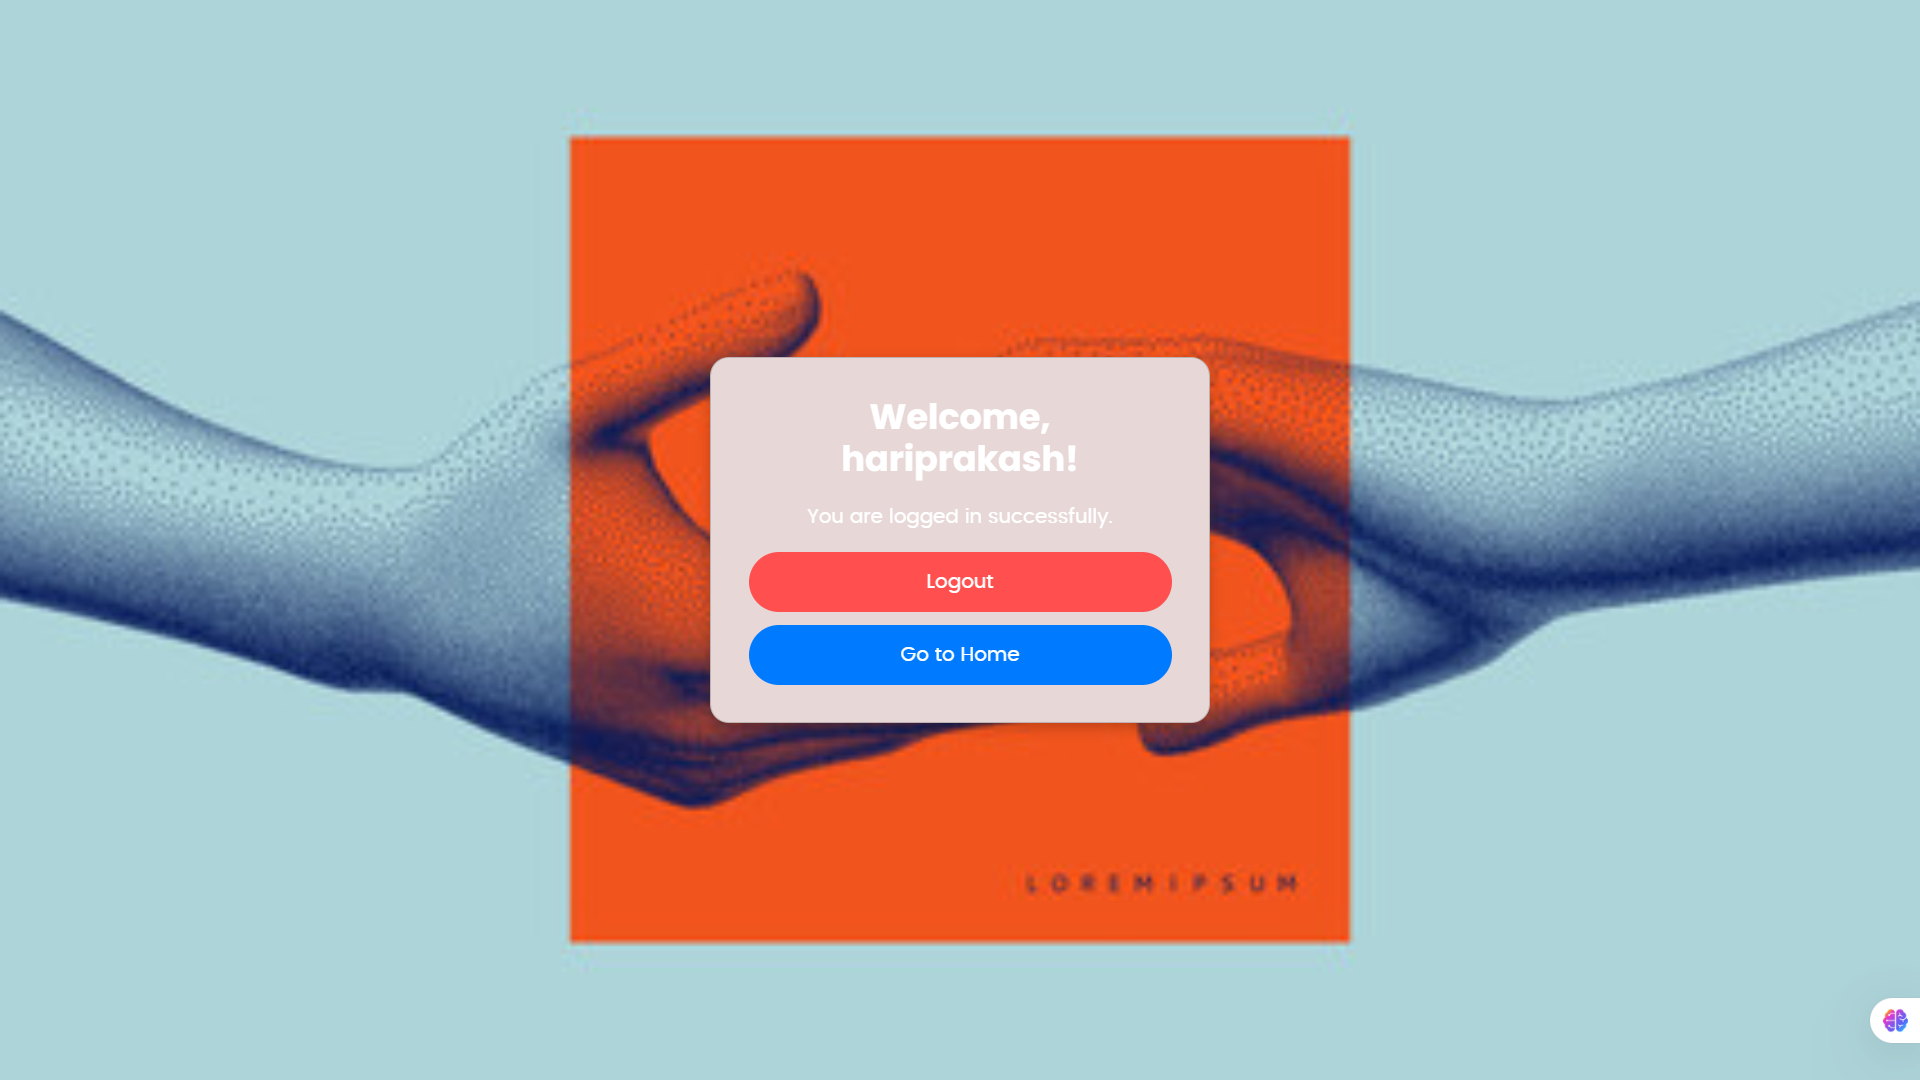 Welcome,
hariprakash!
You are logged in successfully.
Logout
Go to Home
LOREMIPSUM